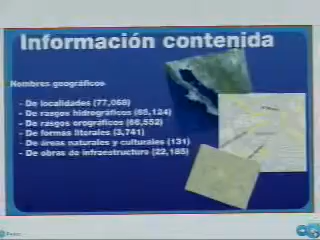 Información contenida
Nombres geográficos
- De localidades (77,068)
- De rasgos hidrográficos (65,124)
- De rasgos orográficos (66,552)
- De formas litorales (3,741)
- De áreas naturales y culturales (131)
- De obras de infraestructura (22,185)